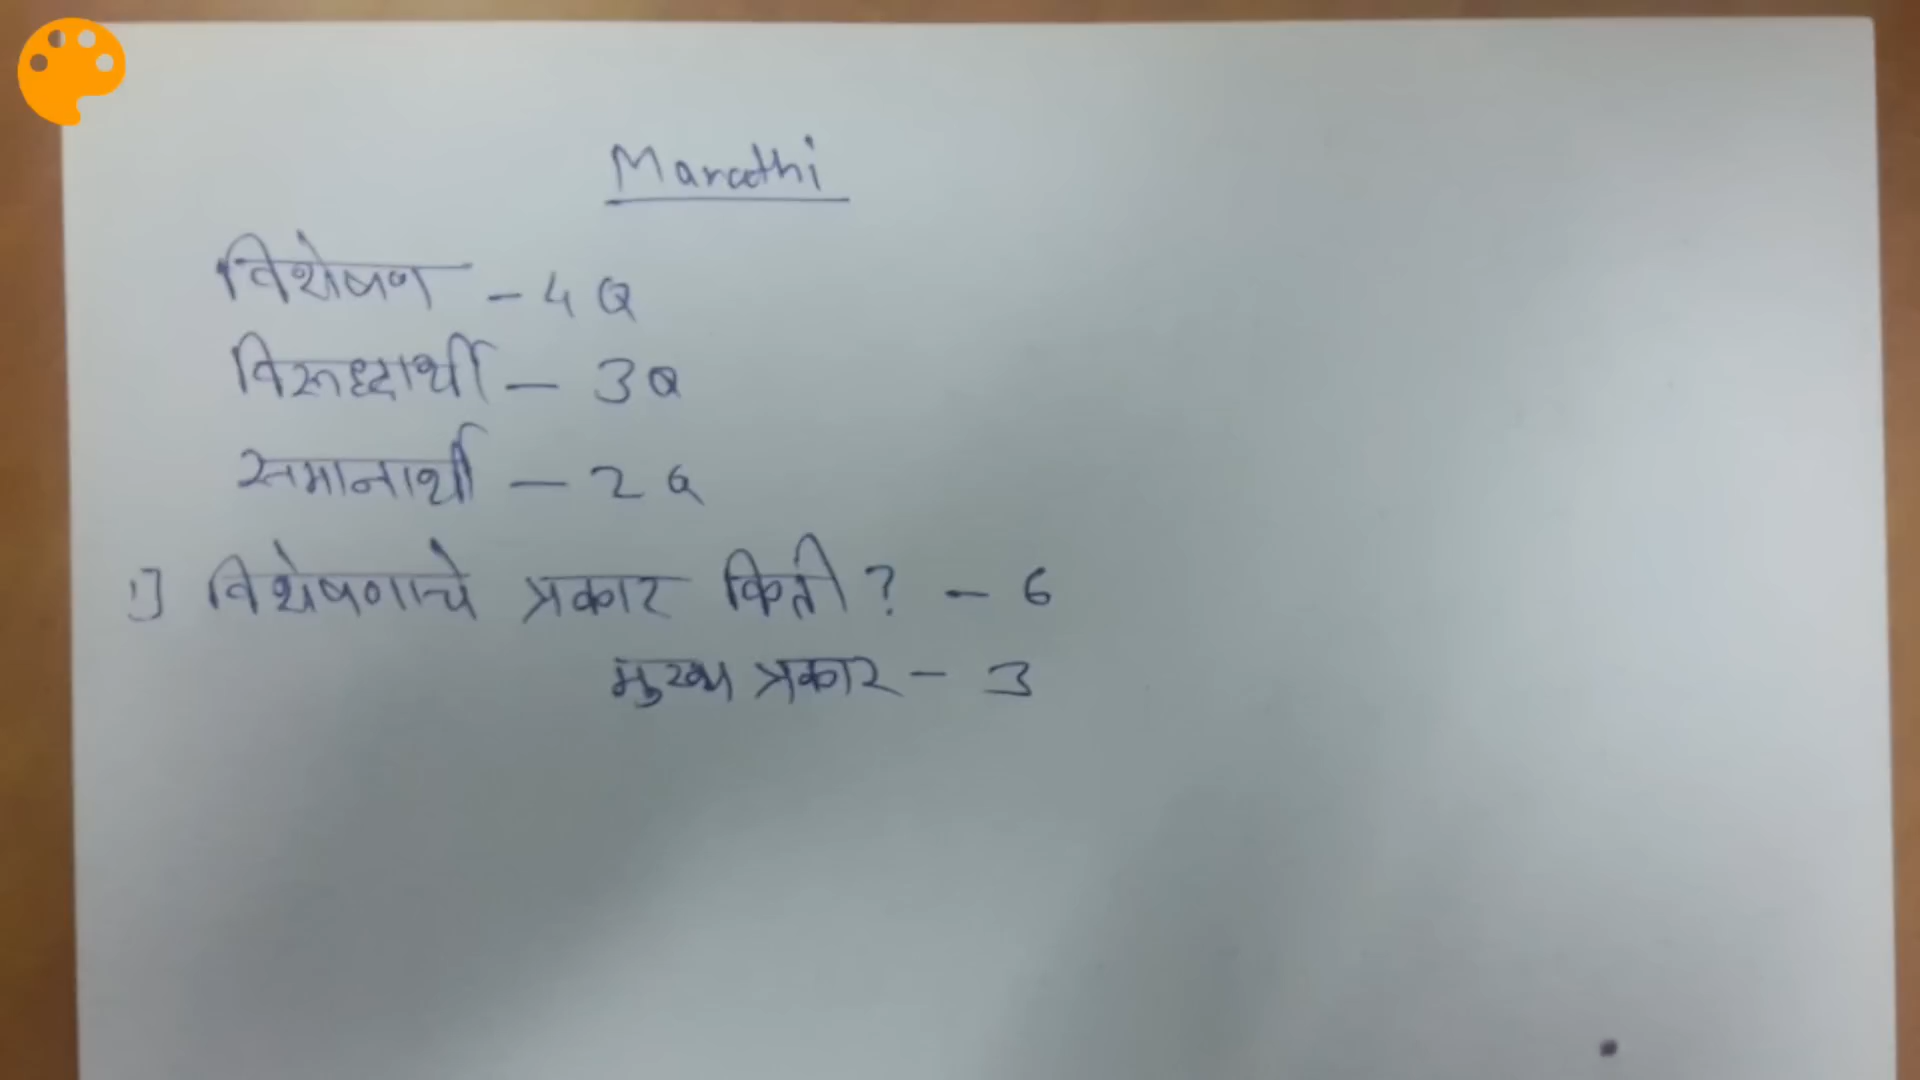 Marathi
विशेषण - 4 Q
विरूध्दार्थी - 3 Q
समानार्थी - 2 Q
1] विशेषणाचे प्रकार किती ? - 6
मुख्य प्रकार - 3